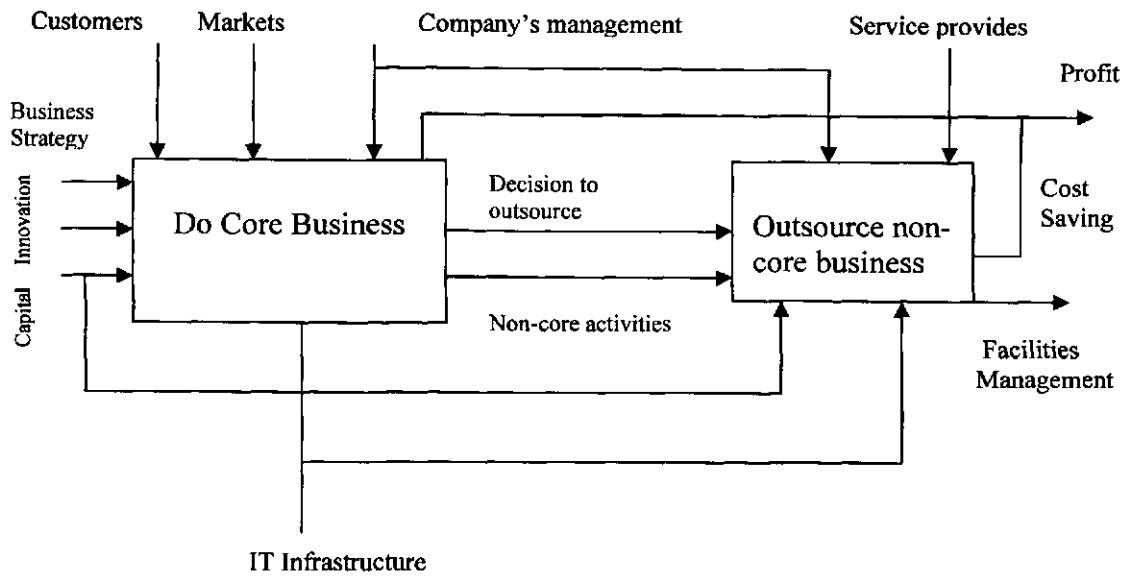 Customers
Markets
Company's management
Service provides
Profit
Business
Strategy
Innovation
Capital
Do Core Business
Decision to
outsource
Non-core activities
Outsource non-
core business
Cost
Saving
Facilities
Management
IT Infrastructure